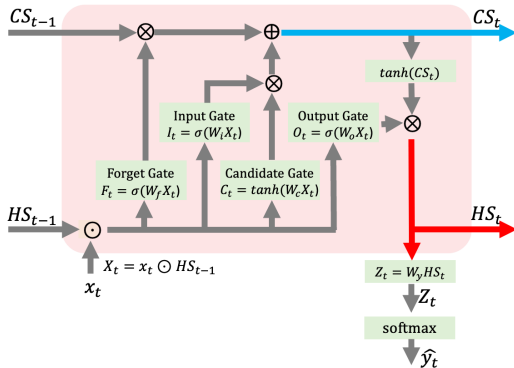 CS_{t−1}
CS_t
tanh(CS_t)
Input Gate
I_t = σ(W_i X_t)
Output Gate
O_t = σ(W_o X_t)
Forget Gate
F_t = σ(W_f X_t)
Candidate Gate
C_t = tanh(W_c X_t)
HS_{t−1}
HS_t
X_t = x_t ⊙ HS_{t−1}
x_t
Z_t = W_y HS_t
Z_t
softmax
ŷ_t